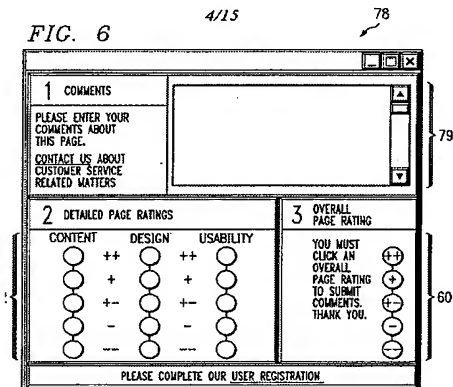 4/15
78
FIG. 6
1 COMMENTS
PLEASE ENTER YOUR
COMMENTS ABOUT
THIS PAGE.
CONTACT US ABOUT
CUSTOMER SERVICE
RELATED MATTERS
79
2 DETAILED PAGE RATINGS
CONTENT DESIGN USABILITY
++ ++
+ +
+- +-
- -
-- --
3 OVERALL
PAGE RATING
YOU MUST
CLICK AN
OVERALL
PAGE RATING
TO SUBMIT
COMMENTS.
THANK YOU.
++
+
+-
-
--
60
PLEASE COMPLETE OUR USER REGISTRATION